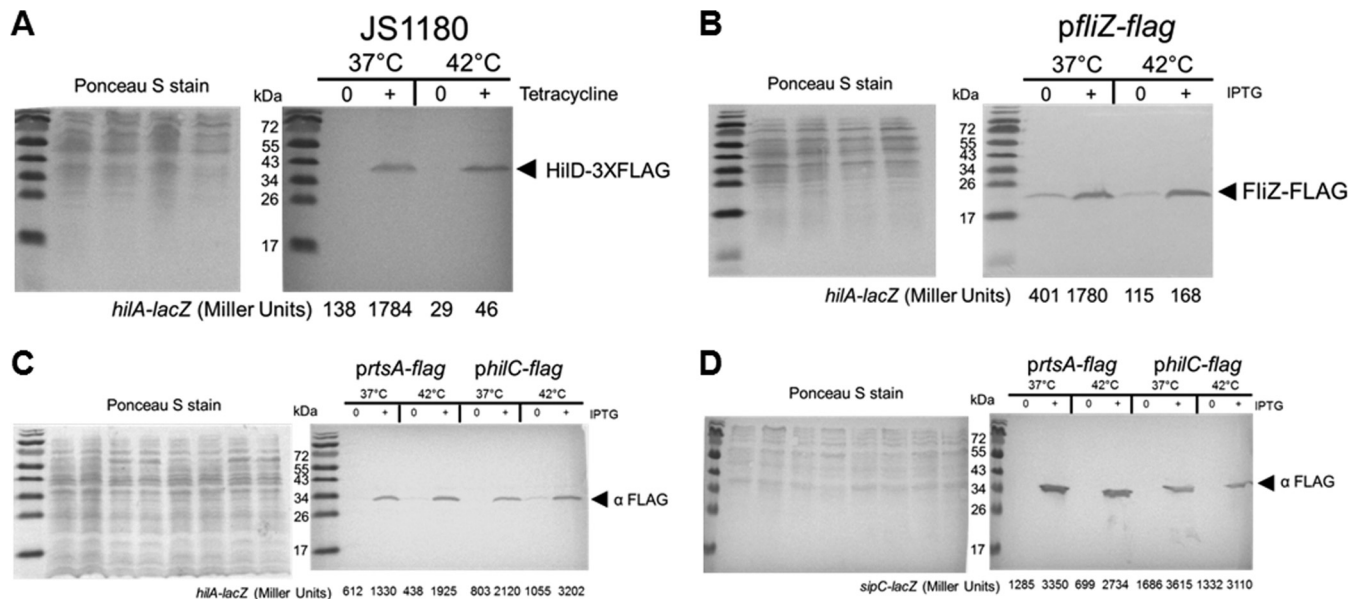 A
JS1180
37°C 42°C
Ponceau S stain kDa 0 + 0 + Tetracycline
72
55
43
34
26
17
HilD-3XFLAG
hilA-lacZ (Miller Units) 138 1784 29 46
B
pfliZ-flag
37°C 42°C
Ponceau S stain kDa 0 + 0 + IPTG
72
55
43
34
26
17
FliZ-FLAG
hilA-lacZ (Miller Units) 401 1780 115 168
C
prtsA-flag philC-flag
37°C 42°C 37°C 42°C
Ponceau S stain kDa 0 + 0 + 0 + 0 + IPTG
72
55
43
34
26
17
α FLAG
hilA-lacZ (Miller Units) 612 1330 438 1925 803 2120 1055 3202
D
prtsA-flag philC-flag
37°C 42°C 37°C 42°C
Ponceau S stain kDa 0 + 0 + 0 + 0 + IPTG
72
55
43
34
26
17
α FLAG
sipC-lacZ (Miller Units) 1285 3350 699 2734 1686 3615 1332 3110